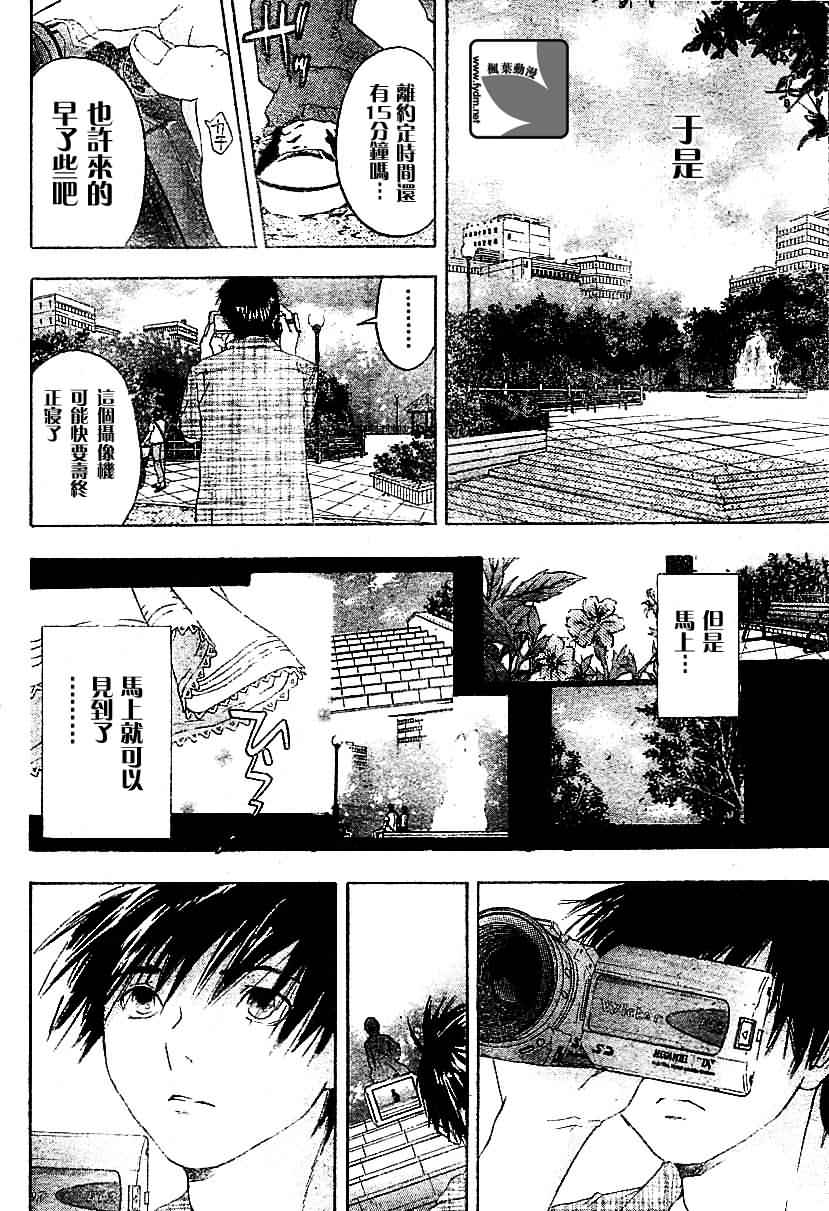 楓葉動漫
www.fydm.net
于是
離約定時間還
有15分鐘嗎…
也許來的
早了些吧
………
這個攝像機
可能快要壽終
正寢了
但是
馬上…
馬上就可以
見到了
………